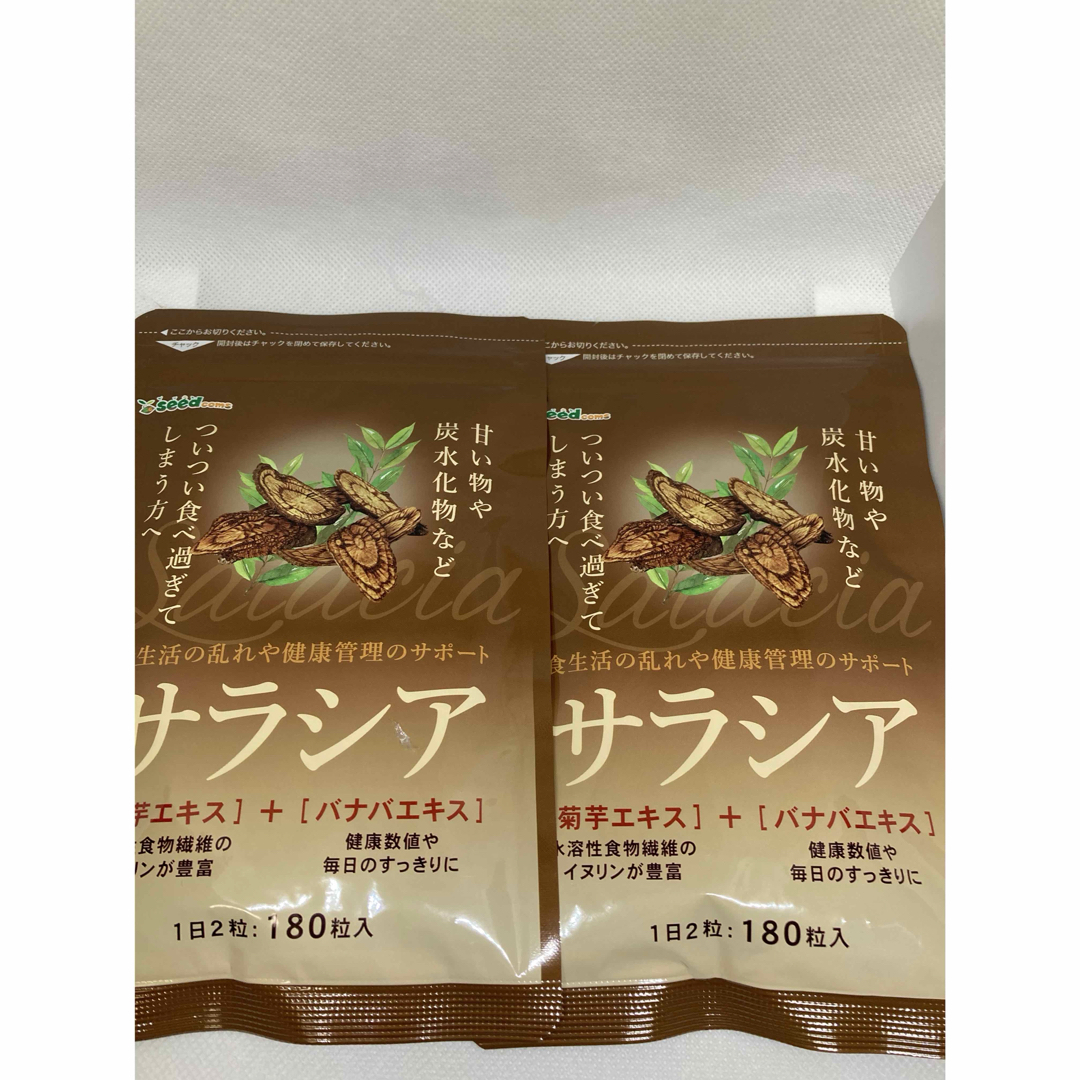 ここからお切りください。
チャック 開封後はチャックを閉めて保存してください。
seedcoms
甘い物や
炭水化物など
ついつい食べ過ぎて
しまう方へ
Salacia
生活の乱れや健康管理のサポート
サラシア
芋エキス]+[バナバエキス]
食物繊維の
リンが豊富
健康数値や
毎日のすっきりに
1日2粒:180粒入
からお切りください。
ャック 開封後はチャックを閉めて保存してください。
eedcoms
甘い物や
炭水化物など
ついつい食べ過ぎて
しまう方へ
Salacia
食生活の乱れや健康管理のサポート
サラシア
菊芋エキス]+[バナバエキス]
水溶性食物繊維の
イヌリンが豊富
健康数値や
毎日のすっきりに
1日2粒:180粒入